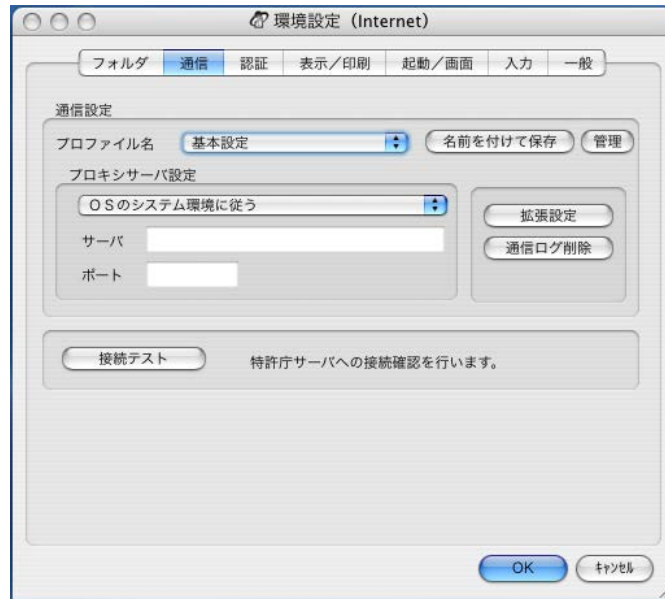 環境設定（Internet）
フォルダ 通信 認証 表示／印刷 起動／画面 入力 一般
通信設定
プロファイル名 基本設定 名前を付けて保存 管理
プロキシサーバ設定
ＯＳのシステム環境に従う
拡張設定
サーバ
通信ログ削除
ポート
接続テスト 特許庁サーバへの接続確認を行います。
OK ｷｬﾝｾﾙ